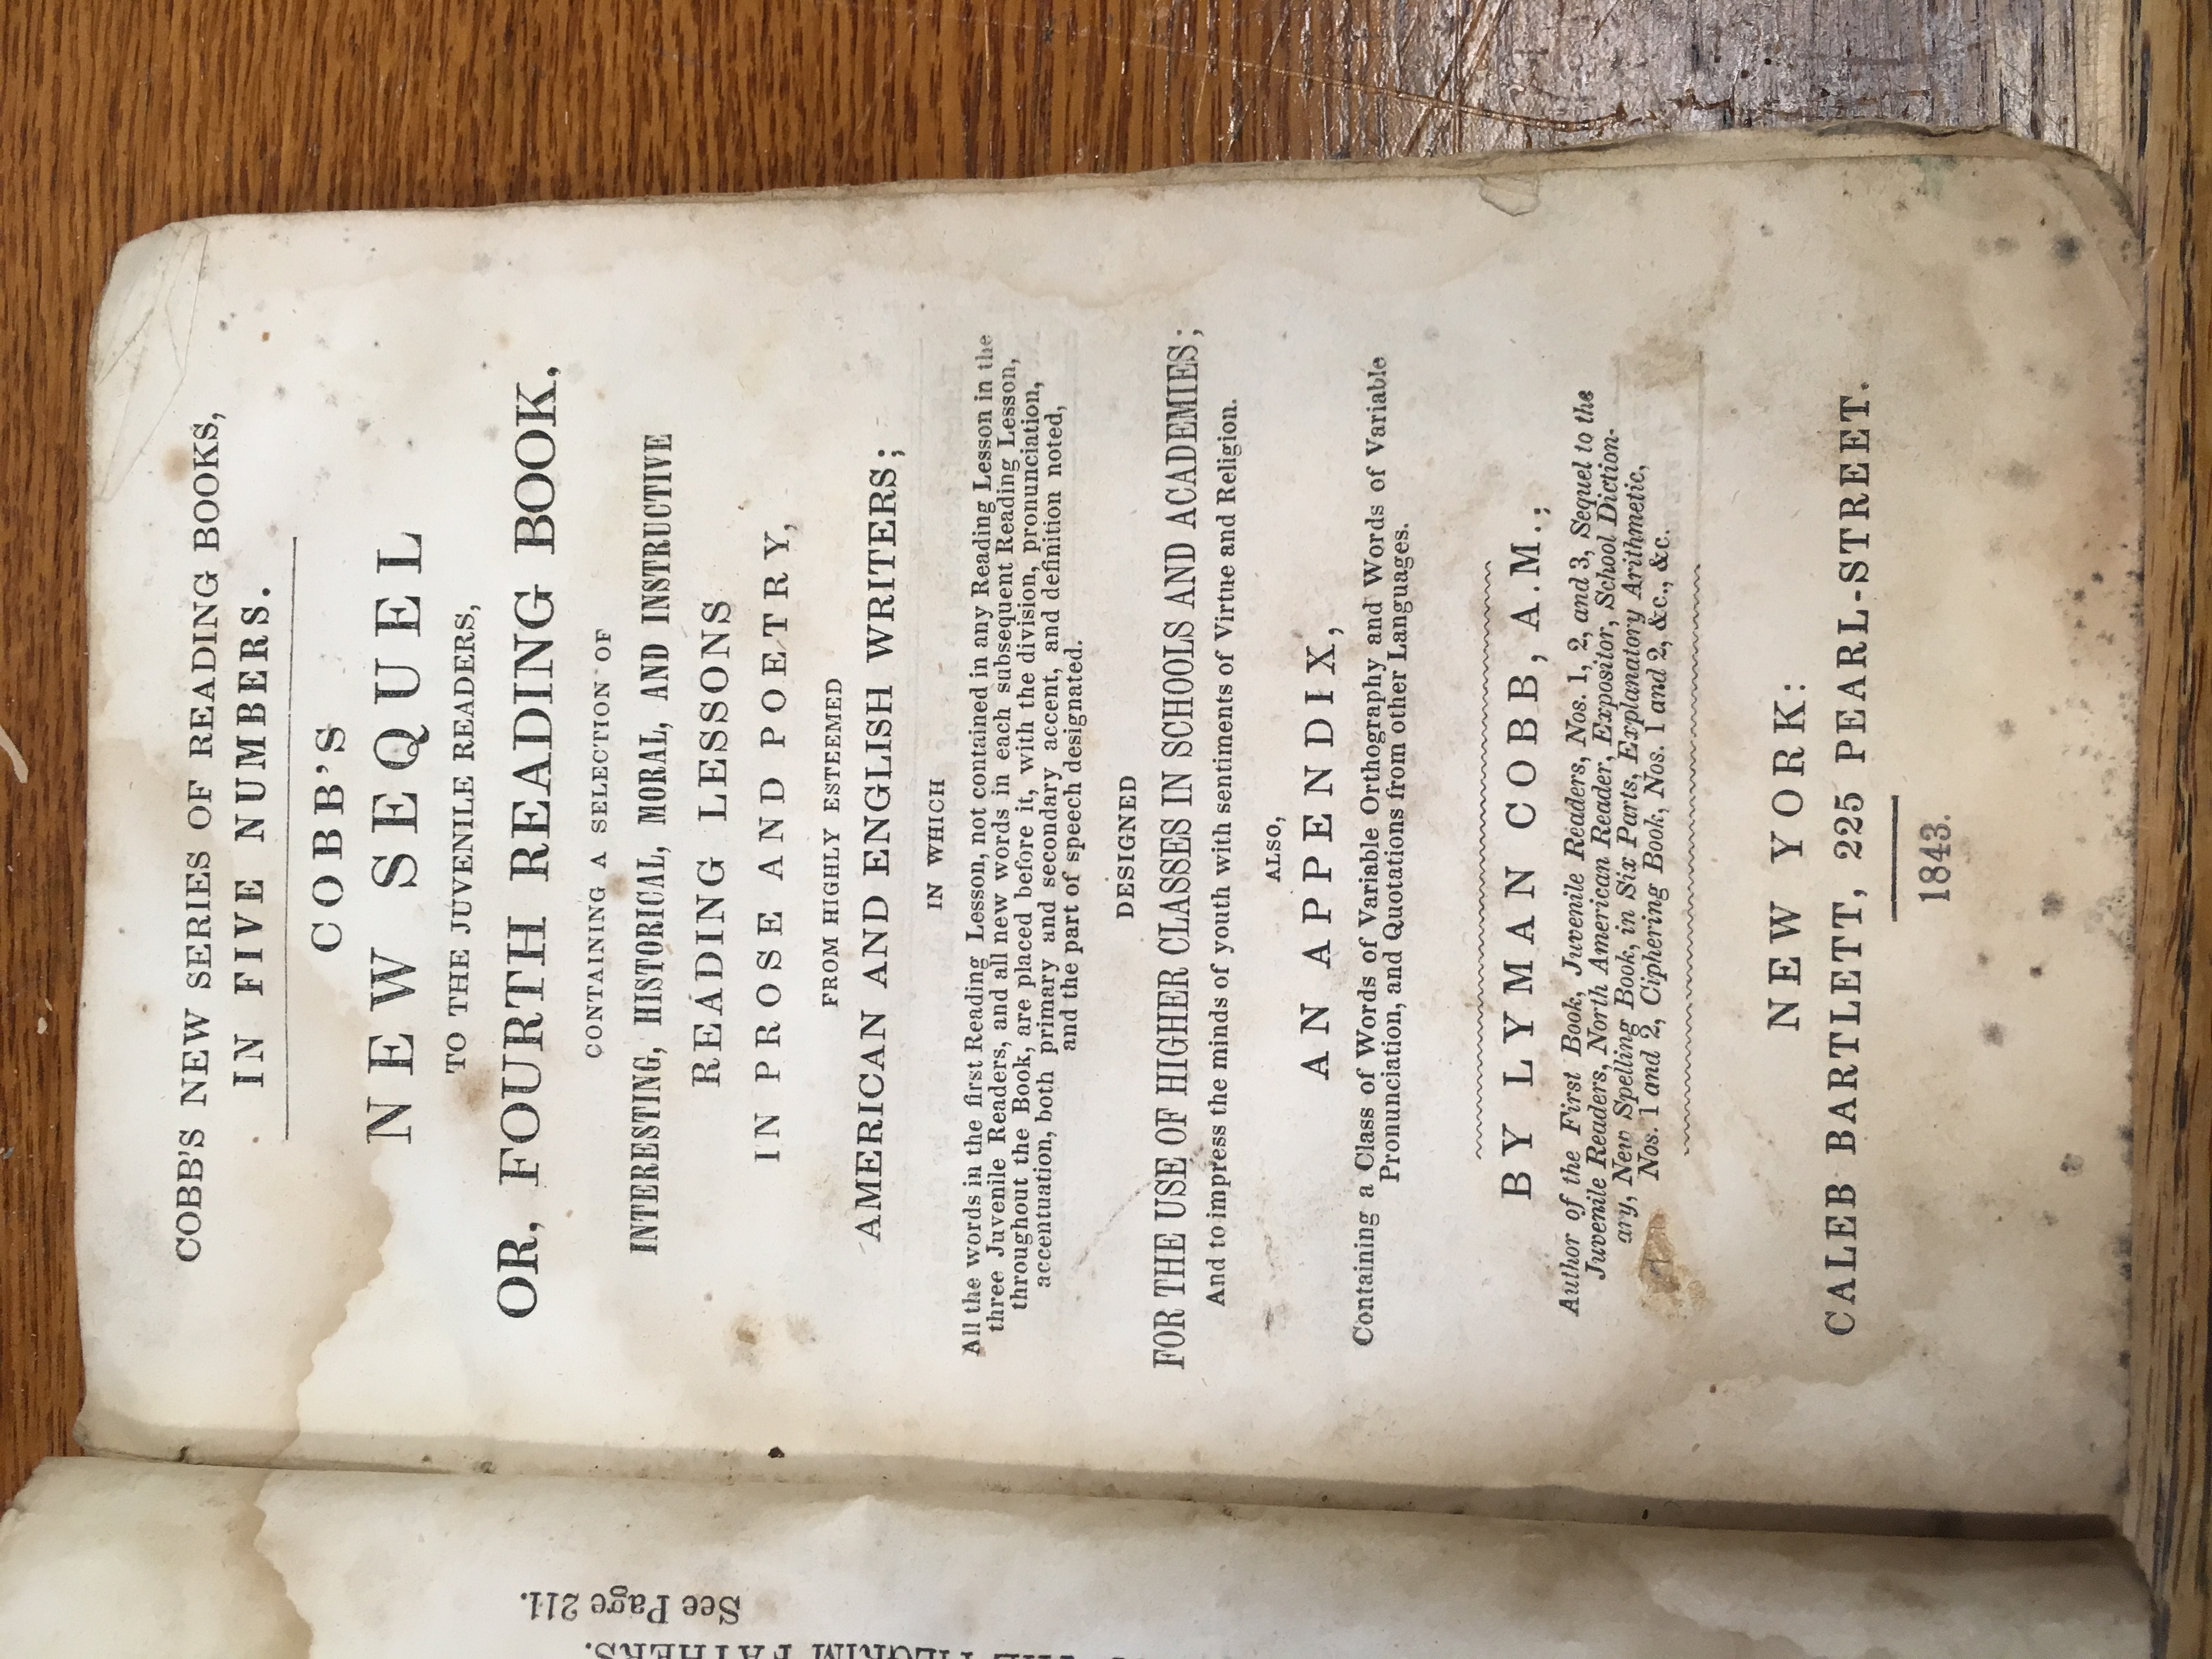 COBB'S NEW SERIES OF READING BOOKS,
IN FIVE NUMBERS.
COBB'S
NEW SEQUEL
TO THE JUVENILE READERS,
OR, FOURTH READING BOOK,
CONTAINING A SELECTION OF
INTERESTING, HISTORICAL, MORAL, AND INSTRUCTIVE
READING LESSONS
IN PROSE AND POETRY,
FROM HIGHLY ESTEEMED
AMERICAN AND ENGLISH WRITERS;
IN WHICH
All the words in the first Reading Lesson, not contained in any Reading Lesson in the
three Juvenile Readers, and all new words in each subsequent Reading Lesson,
throughout the Book, are placed before it, with the division, pronunciation,
accentuation, both primary and secondary accent, and definition noted,
and the part of speech designated.
DESIGNED
FOR THE USE OF HIGHER CLASSES IN SCHOOLS AND ACADEMIES;
And to impress the minds of youth with sentiments of Virtue and Religion.
ALSO,
AN APPENDIX,
Containing a Class of Words of Variable Orthography and Words of Variable
Pronunciation, and Quotations from other Languages.
BY LYMAN COBB, A.M.;
Author of the First Book, Juvenile Readers, Nos. 1, 2, and 3, Sequel to the
Juvenile Readers, North American Reader, Expositor, School Diction-
ary, New Spelling Book, in Six Parts, Explanatory Arithmetic,
Nos. 1 and 2, Ciphering Book, Nos. 1 and 2, &c., &c.
NEW YORK:
CALEB BARTLETT, 225 PEARL-STREET.
1843.
PILGRIM FATHERS.
See Page 211.